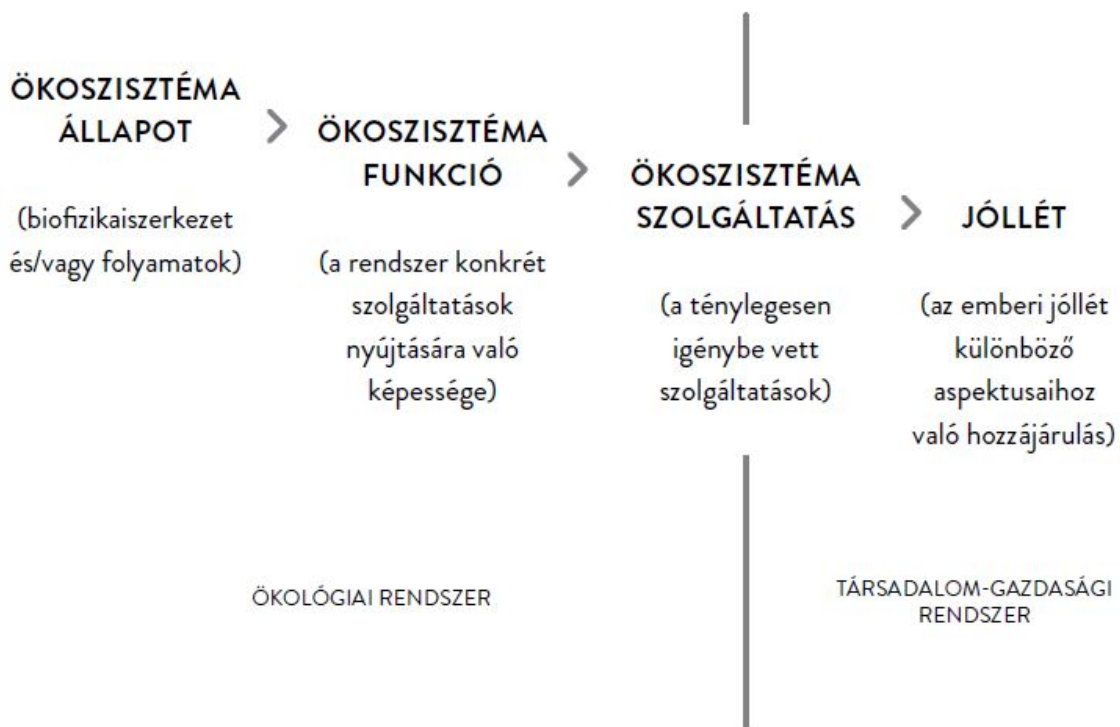 ÖKOSZISZTÉMA
ÁLLAPOT
(biofizikaiszerkezet
és/vagy folyamatok)
ÖKOSZISZTÉMA
FUNKCIÓ
(a rendszer konkrét
szolgáltatások
nyújtására való
képessége)
ÖKOSZISZTÉMA
SZOLGÁLTATÁS
(a ténylegesen
igénybe vett
szolgáltatások)
JÓLLÉT
(az emberi jóllét
különböző
aspektusaihoz
való hozzájárulás)
ÖKOLÓGIAI RENDSZER
TÁRSADALOM-GAZDASÁGI
RENDSZER